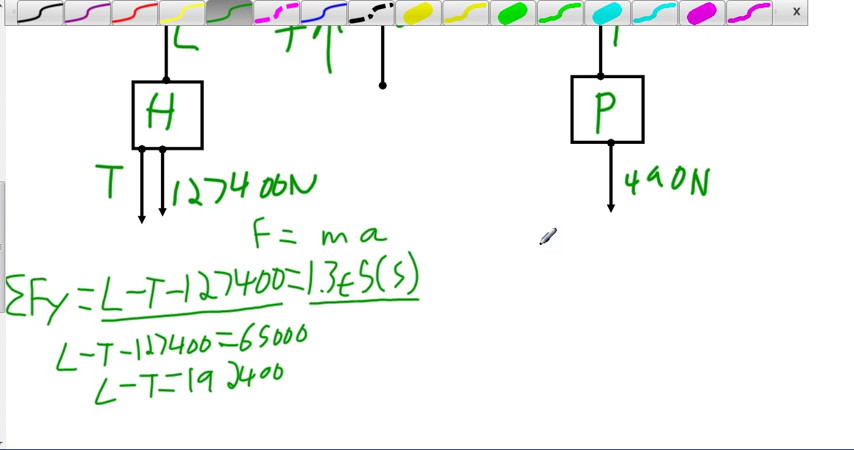 L
T
H
P
T
127400N
490N
F = ma
ΣFy = L-T-127400=1.3E5(5)
L-T-127400=65000
L-T=192400
x